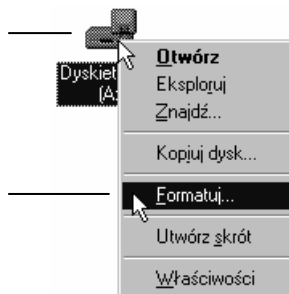 Otwórz
Dyskiet
Eksploruj
(A:
Znajdź...
Kopiuj dysk...
Formatuj...
Utwórz skrót
Właściwości